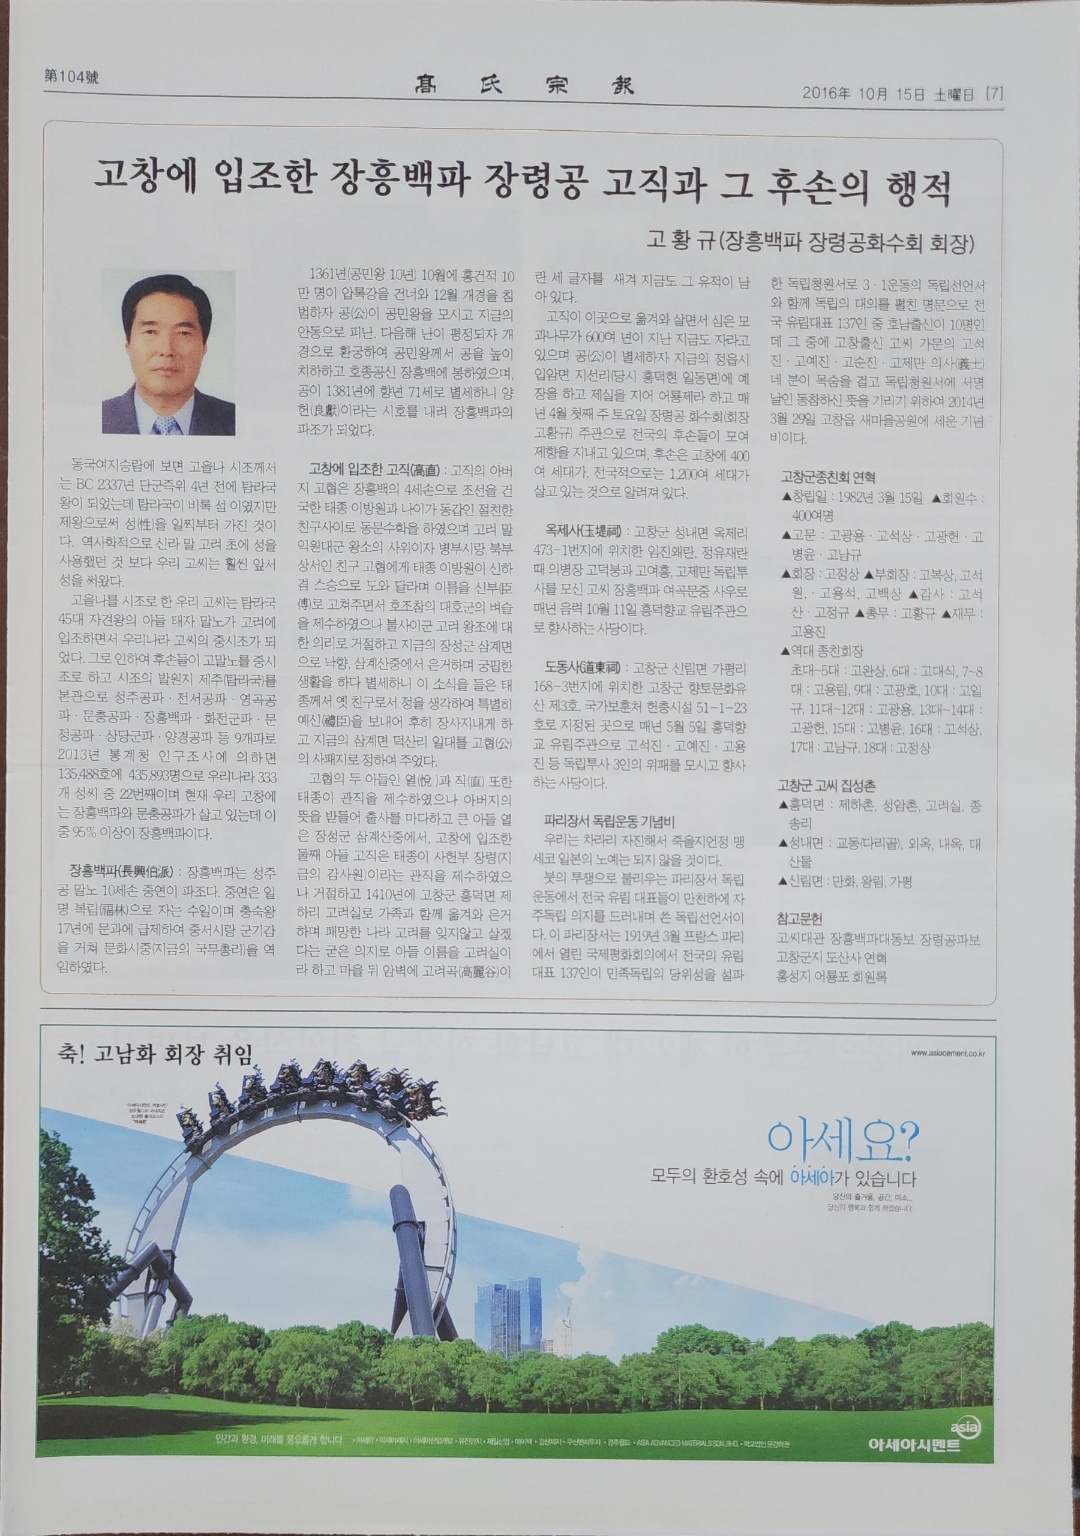 第104號
高氏宗報
2016年 10月 15日 土曜日 [7]
고창에 입조한 장흥백파 장령공 고직과 그 후손의 행적
고 황 규(장흥백파 장령공화수회 회장)
동국여지승람에 보면 고을나 시조께서
는 BC 2337년 단군즉위 4년 전에 탐라국
왕이 되었는데 탐라국이 비록 섬 이였지만
제왕으로써 성(性)을 일찍부터 가진 것이
다. 역사학적으로 신라 말 고려 초에 성을
사용했던 것 보다 우리 고씨는 훨씬 앞서
성을 써왔다.
고을나를 시조로 한 우리 고씨는 탐라국
45대 자견왕의 아들 태자 말노가 고려에
입조하면서 우리나라 고씨의 중시조가 되
었다. 그로 인하여 후손들이 고말노를 중시
조로 하고 시조의 발원지 제주(탐라국)를
본관으로 성주공파 · 전서공파 · 영곡공
파 · 문충공파 · 장흥백파 · 화전군파 · 문
정공파 · 상당군파 · 양경공파 등 9개파로
2013년 통계청 인구조사에 의하면
135,488호에 435,893명으로 우리나라 333
개 성씨 중 22번째이며 현재 우리 고창에
는 장흥백파와 문충공파가 살고 있는데 이
중 95% 이상이 장흥백파이다.
장흥백파(長興伯派) : 장흥백파는 성주
공 말노 10세손 중연이 파조다. 중연은 일
명 복림(福林)으로 자는 수일이며 충숙왕
17년에 문과에 급제하여 중서시랑 군기감
을 거쳐 문하시중(지금의 국무총리)을 역
임하였다.
1361년(공민왕 10년) 10월에 홍건적 10
만 명이 압록강을 건너와 12월 개경을 침
범하자 공(公)이 공민왕을 모시고 지금의
안동으로 피난. 다음해 난이 평정되자 개
경으로 환궁하여 공민왕께서 공을 높이
치하하고 호종공신 장흥백에 봉하였으며,
공이 1381년에 향년 71세로 별세하니 양
헌(良獻)이라는 시호를 내려 장흥백파의
파조가 되었다.
고창에 입조한 고직(高直) : 고직의 아버
지 고협은 장흥백의 4세손으로 조선을 건
국한 태종 이방원과 나이가 동갑인 절친한
친구사이로 동문수학을 하였으며 고려 말
익원대군 왕소의 사위이자 병부시랑 북부
상서인 친구 고협에게 태종 이방원이 신하
겸 스승으로 도와 달라며 이름을 신부(臣
傅)로 고쳐주면서 호조참의 대호군의 벼슬
을 제수하였으나 불사이군 고려 왕조에 대
한 의리로 거절하고 지금의 장성군 삼계면
으로 낙향, 삼계산중에서 은거하며 궁핍한
생활을 하다 별세하니 이 소식을 들은 태
종께서 옛 친구로서 정을 생각하여 특별히
예신(禮臣)을 보내어 후히 장사지내게 하
고 지금의 삼계면 덕산리 일대를 고협(公)
의 사패지로 정하여 주었다.
고협의 두 아들인 열(悅)과 직(直) 또한
태종이 관직을 제수하였으나 아버지의
뜻을 받들어 출사를 마다하고 큰 아들 열
은 장성군 삼계산중에서, 고창에 입조한
둘째 아들 고직은 태종이 사헌부 장령(지
금의 감사원)이라는 관직을 제수하였으
나 거절하고 1410년에 고창군 흥덕면 제
하리 고려실로 가족과 함께 옮겨와 은거
하며 패망한 나라 고려를 잊지않고 살겠
다는 굳은 의지로 아들 이름을 고려실이
라 하고 마을 뒤 암벽에 고려곡(高麗谷)이
란 세 글자를 새겨 지금도 그 유적이 남
아 있다.
고직이 이곳으로 옮겨와 살면서 심은 모
과나무가 600여 년이 지난 지금도 자라고
있으며 공(公)이 별세하자 지금의 정읍시
입암면 지선리(당시 흥덕현 일동면)에 예
장을 하고 제실을 지어 어룡제라 하고 매
년 4월 첫째 주 토요일 장령공 화수회(회장
고황규) 주관으로 전국의 후손들이 모여
제향을 지내고 있으며, 후손은 고창에 400
여 세대가, 전국적으로는 1,200여 세대가
살고 있는 것으로 알려져 있다.
옥제사(玉堤祠) : 고창군 성내면 옥제리
473-1번지에 위치한 임진왜란, 정유재란
때 의병장 고덕붕과 고여흥, 고제만 독립투
사를 모신 고씨 장흥백파 여곡문중 사우로
매년 음력 10월 11일 흥덕향교 유림주관으
로 향사하는 사당이다.
도동사(道東祠) : 고창군 신림면 가평리
168-3번지에 위치한 고창군 향토문화유
산 제3호, 국가보훈처 현충시설 51-1-23
호로 지정된 곳으로 매년 5월 5일 흥덕향
교 유림주관으로 고석진 · 고예진 · 고용
진 등 독립투사 3인의 위패를 모시고 향사
하는 사당이다.
파리장서 독립운동 기념비
우리는 차라리 자진해서 죽을지언정 맹
세코 일본의 노예는 되지 않을 것이다.
붓의 투쟁으로 불리우는 파리장서 독립
운동에서 전국 유림 대표들이 만천하에 자
주독립 의지를 드러내며 쓴 독립선언서이
다. 이 파리장서는 1919년 3월 프랑스 파리
에서 열린 국제평화회의에서 전국의 유림
대표 137인이 민족독립의 당위성을 설파
한 독립청원서로 3 · 1운동의 독립선언서
와 함께 독립의 대의를 펼친 명문으로 전
국 유림대표 137인 중 호남출신이 10명인
데 그 중에 고창출신 고씨 가문의 고석
진 · 고예진 · 고순진 · 고제만 의사(義士)
네 분이 목숨을 걸고 독립청원서에 서명
날인 동참하신 뜻을 기리기 위하여 2014년
3월 29일 고창읍 새마을공원에 세운 기념
비이다.
고창군종친회 연혁
▲창립일 : 1982년 3월 15일 ▲회원수 :
400여명
▲고문 : 고광용 · 고석상 · 고광헌 · 고
병윤 · 고남규
▲회장 : 고정상 ▲부회장 : 고복상, 고석
원, · 고용석, 고백상 ▲감사 : 고석
산 · 고정규 ▲총무 : 고황규 ▲재무 :
고용진
▲역대 종친회장
초대~5대 : 고완상, 6대 : 고대식, 7~8
대 : 고용림, 9대 : 고광호, 10대 : 고일
규, 11대~12대 : 고광용, 13대~14대 :
고광헌, 15대 : 고병윤, 16대 : 고석상,
17대 : 고남규, 18대 : 고정상
고창군 고씨 집성촌
▲흥덕면 : 제하촌, 성암촌, 고려실, 종
송리
▲성내면 : 교동(다리골), 외옥, 내옥, 대
산물
▲신림면 : 만화, 왕림, 가평
참고문헌
고씨대관 장흥백파대동보 장령공파보
고창군지 도산사 연혁
홍성지 어룡포 회원록
축! 고남화 회장 취임
www.asiacement.co.kr
아세요?
모두의 환호성 속에 아세아가 있습니다
당신의 즐거움, 공간, 미소...
당신의 행복과 함께 하겠습니다.
인간과 환경, 미래를 풍요롭게 합니다
asia
아세아시멘트